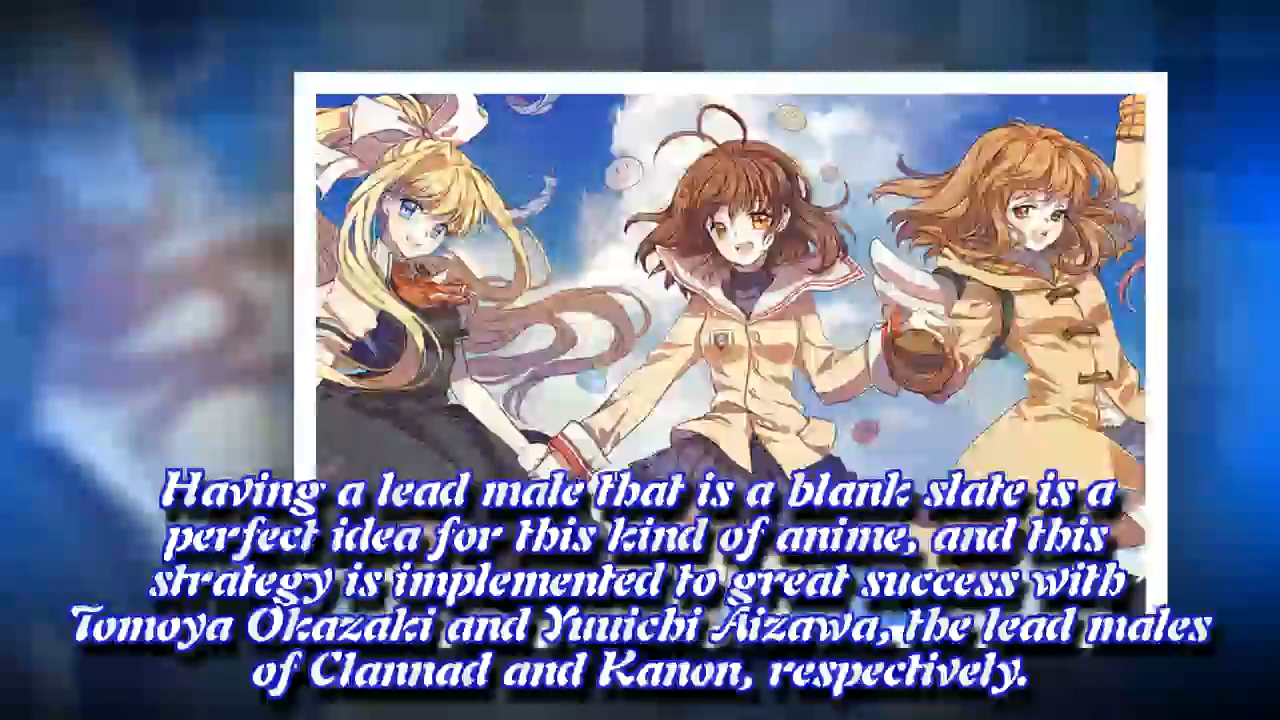 Having a lead male that is a blank slate is a
perfect idea for this kind of anime, and this
strategy is implemented to great success with
Tomoya Okazaki and Yuuichi Aizawa, the lead males
of Clannad and Kanon, respectively.